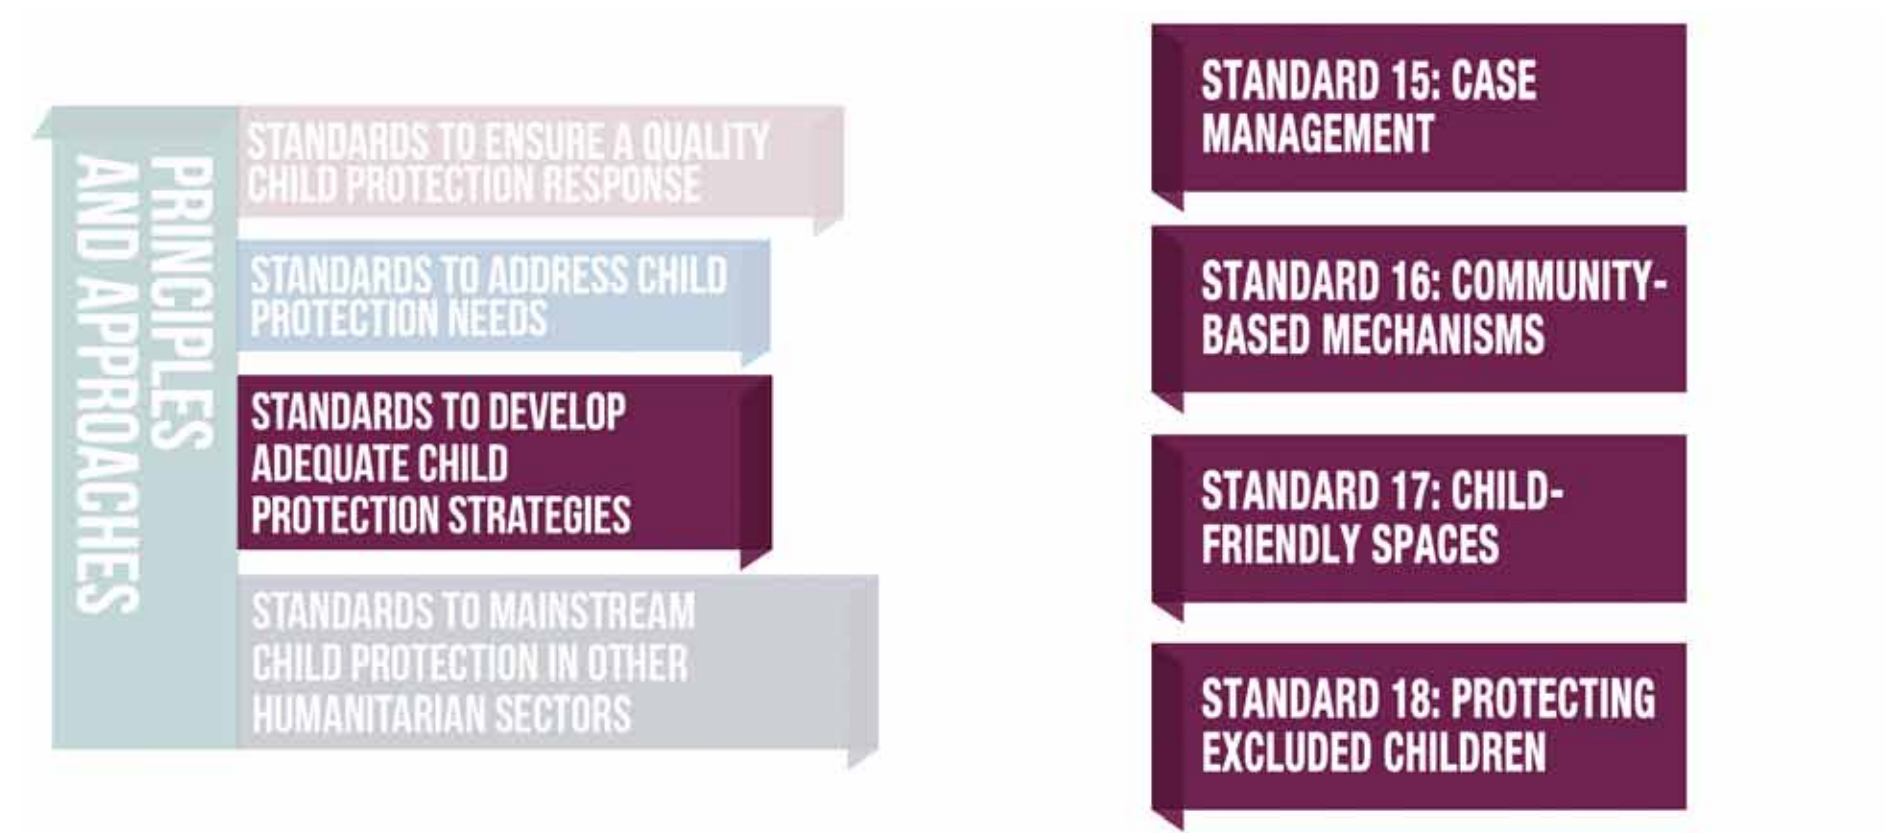 PRINCIPLES
AND APPROACHES
STANDARDS TO ENSURE A QUALITY
CHILD PROTECTION RESPONSE
STANDARDS TO ADDRESS CHILD
PROTECTION NEEDS
STANDARDS TO DEVELOP
ADEQUATE CHILD
PROTECTION STRATEGIES
STANDARDS TO MAINSTREAM
CHILD PROTECTION IN OTHER
HUMANITARIAN SECTORS
STANDARD 15: CASE
MANAGEMENT
STANDARD 16: COMMUNITY-
BASED MECHANISMS
STANDARD 17: CHILD-
FRIENDLY SPACES
STANDARD 18: PROTECTING
EXCLUDED CHILDREN